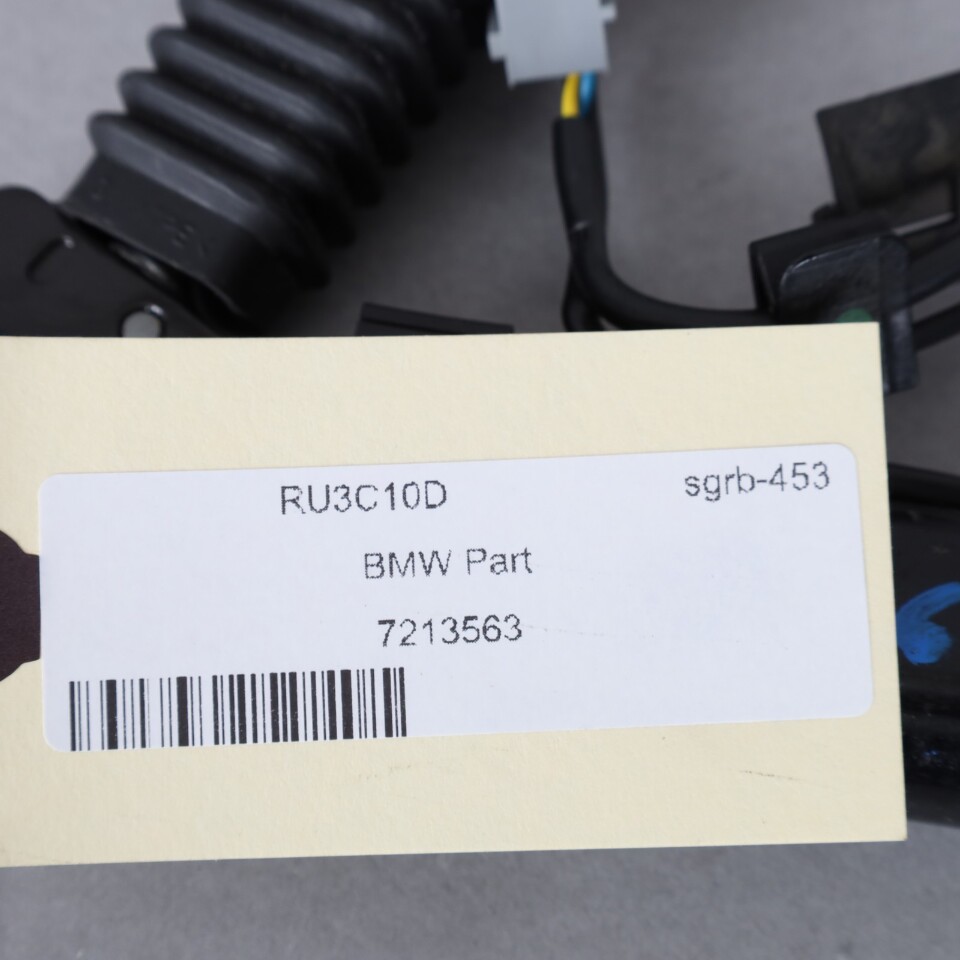 RU3C10D sgrb-453
BMW Part
7213563